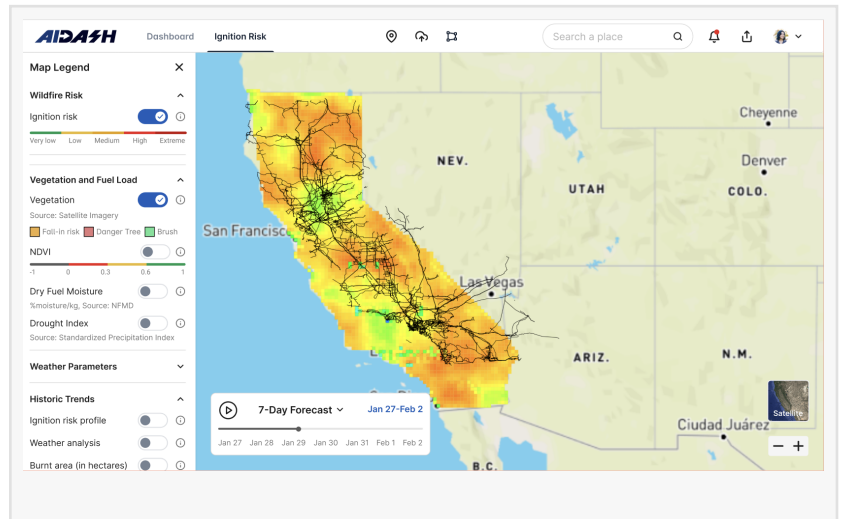 AIDASH
Dashboard
Ignition Risk
Search a place
Map Legend
Wildfire Risk
Ignition risk
Very low Low Medium High Extreme
Vegetation and Fuel Load
Vegetation
Source: Satellite Imagery
Fall-in risk Danger Tree Brush
NDVI
-1 0 0.3 0.6 1
Dry Fuel Moisture
%moisture/kg, Source: NFMD
Drought Index
Source: Standardized Precipitation Index
Weather Parameters
Historic Trends
Ignition risk profile
Weather analysis
Burnt area (in hectares)
Cheyenne
NEV.
Denver
UTAH
COLO.
San Francisc
Las Vegas
ARIZ.
N.M.
7-Day Forecast
Jan 27-Feb 2
Jan 27 Jan 28 Jan 29 Jan 30 Jan 31 Feb 1 Feb 2
Satellite
Ciudad Juárez
B.C.